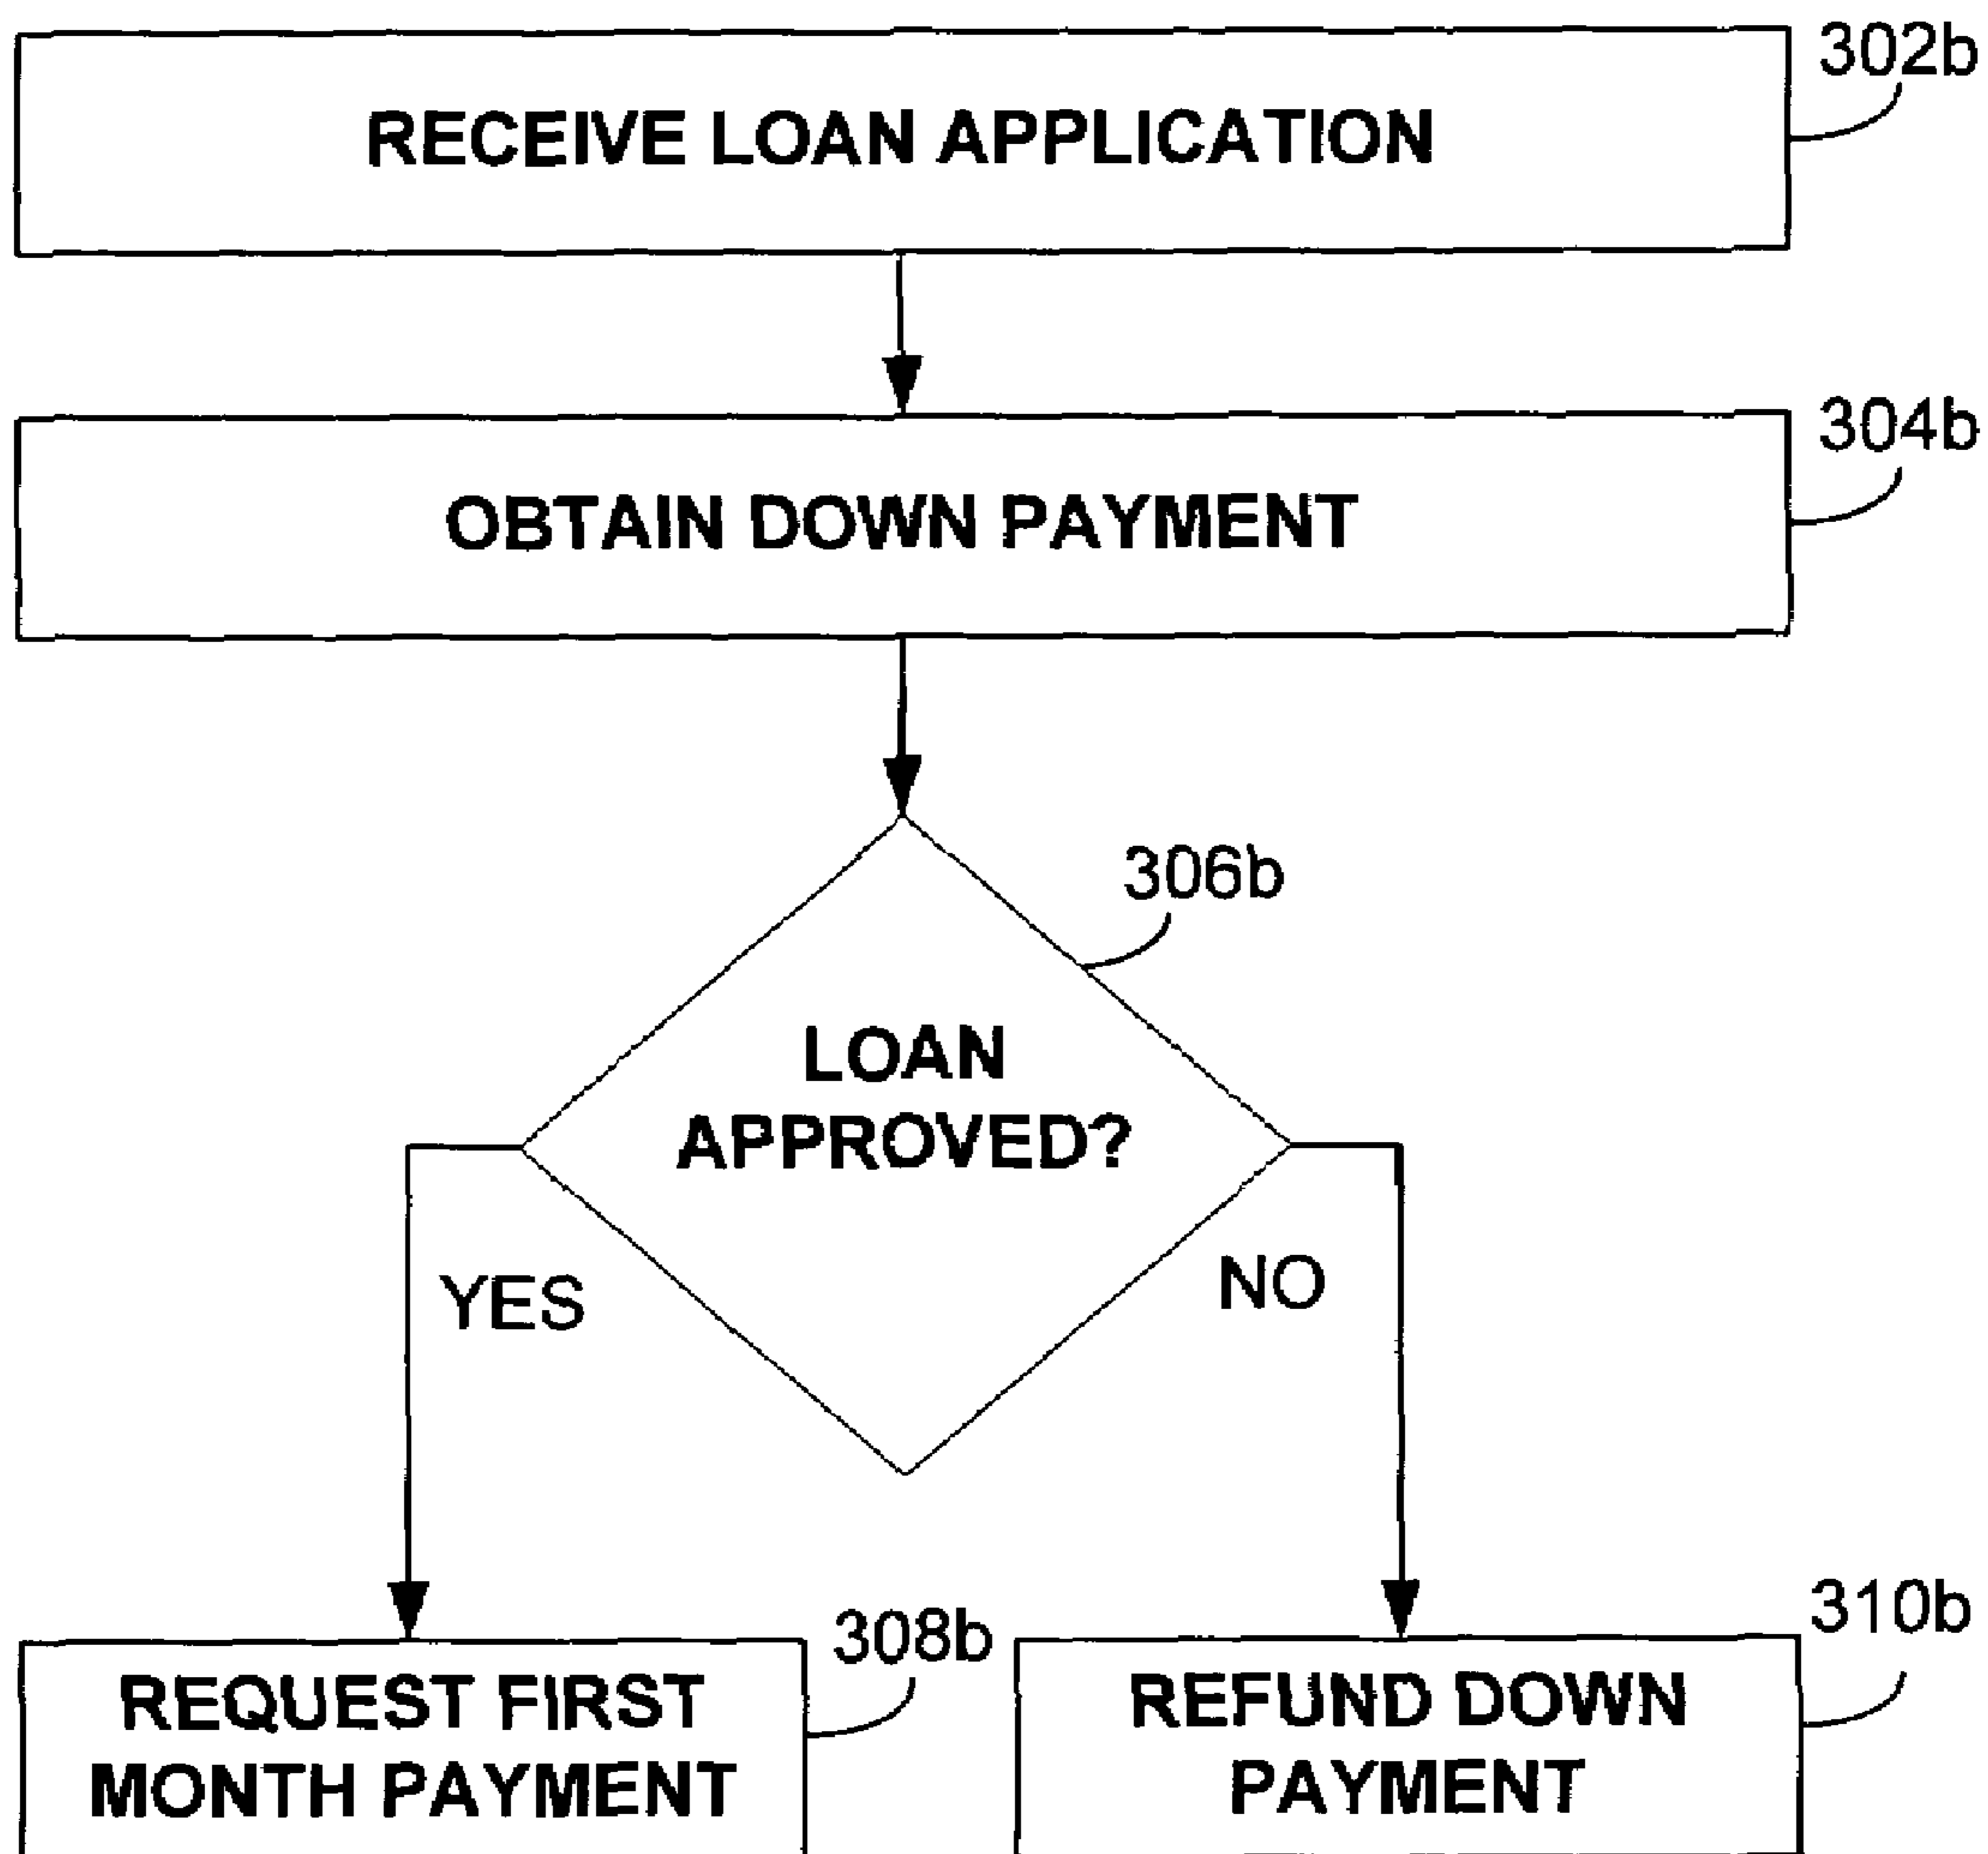 302b
RECEIVE LOAN APPLICATION
304b
OBTAIN DOWN PAYMENT
306b
LOAN
APPROVED?
YES
NO
308b
310b
REQUEST FIRST
MONTH PAYMENT
REFUND DOWN
PAYMENT